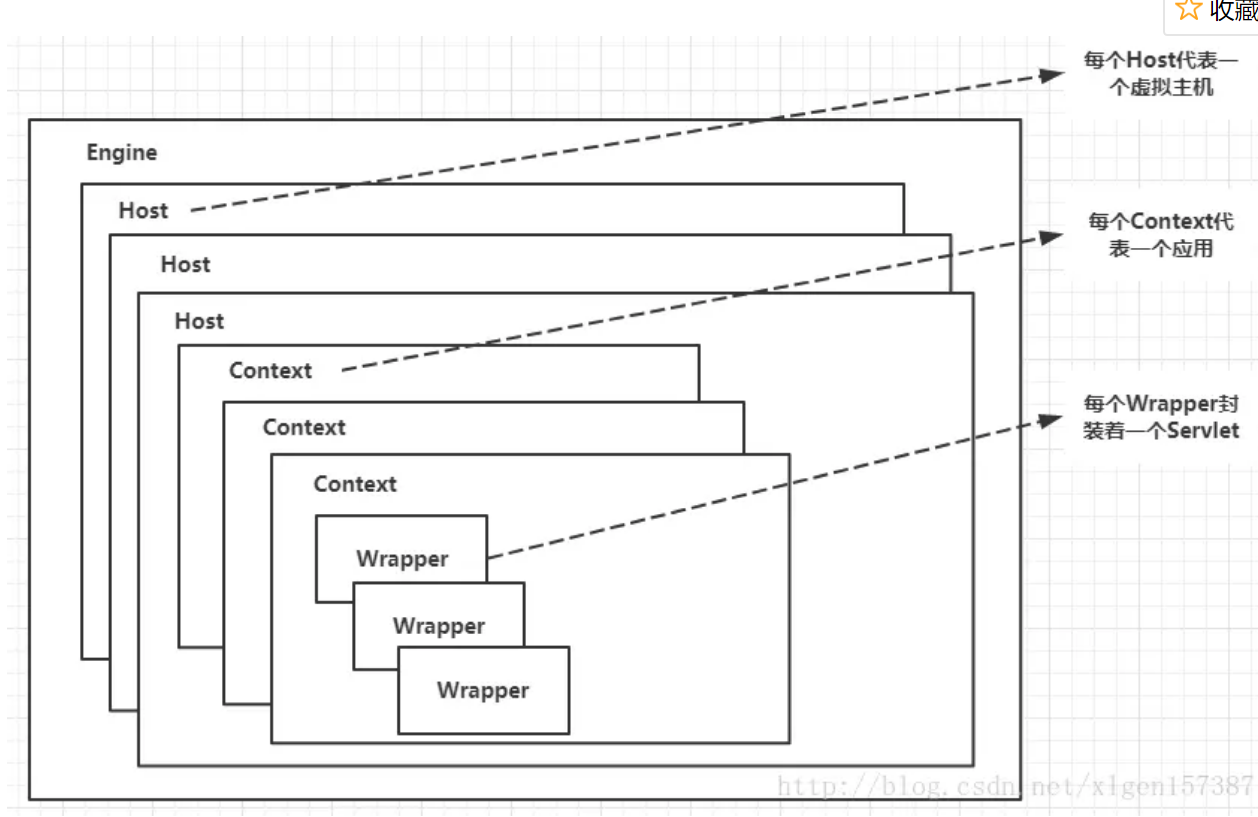 收藏
每个Host代表一
个虚拟主机
Engine
Host
Host
Host
每个Context代
表一个应用
Context
Context
Context
每个Wrapper封
装着一个Servlet
Wrapper
Wrapper
Wrapper
http://blog.csdn.net/xlgen157387